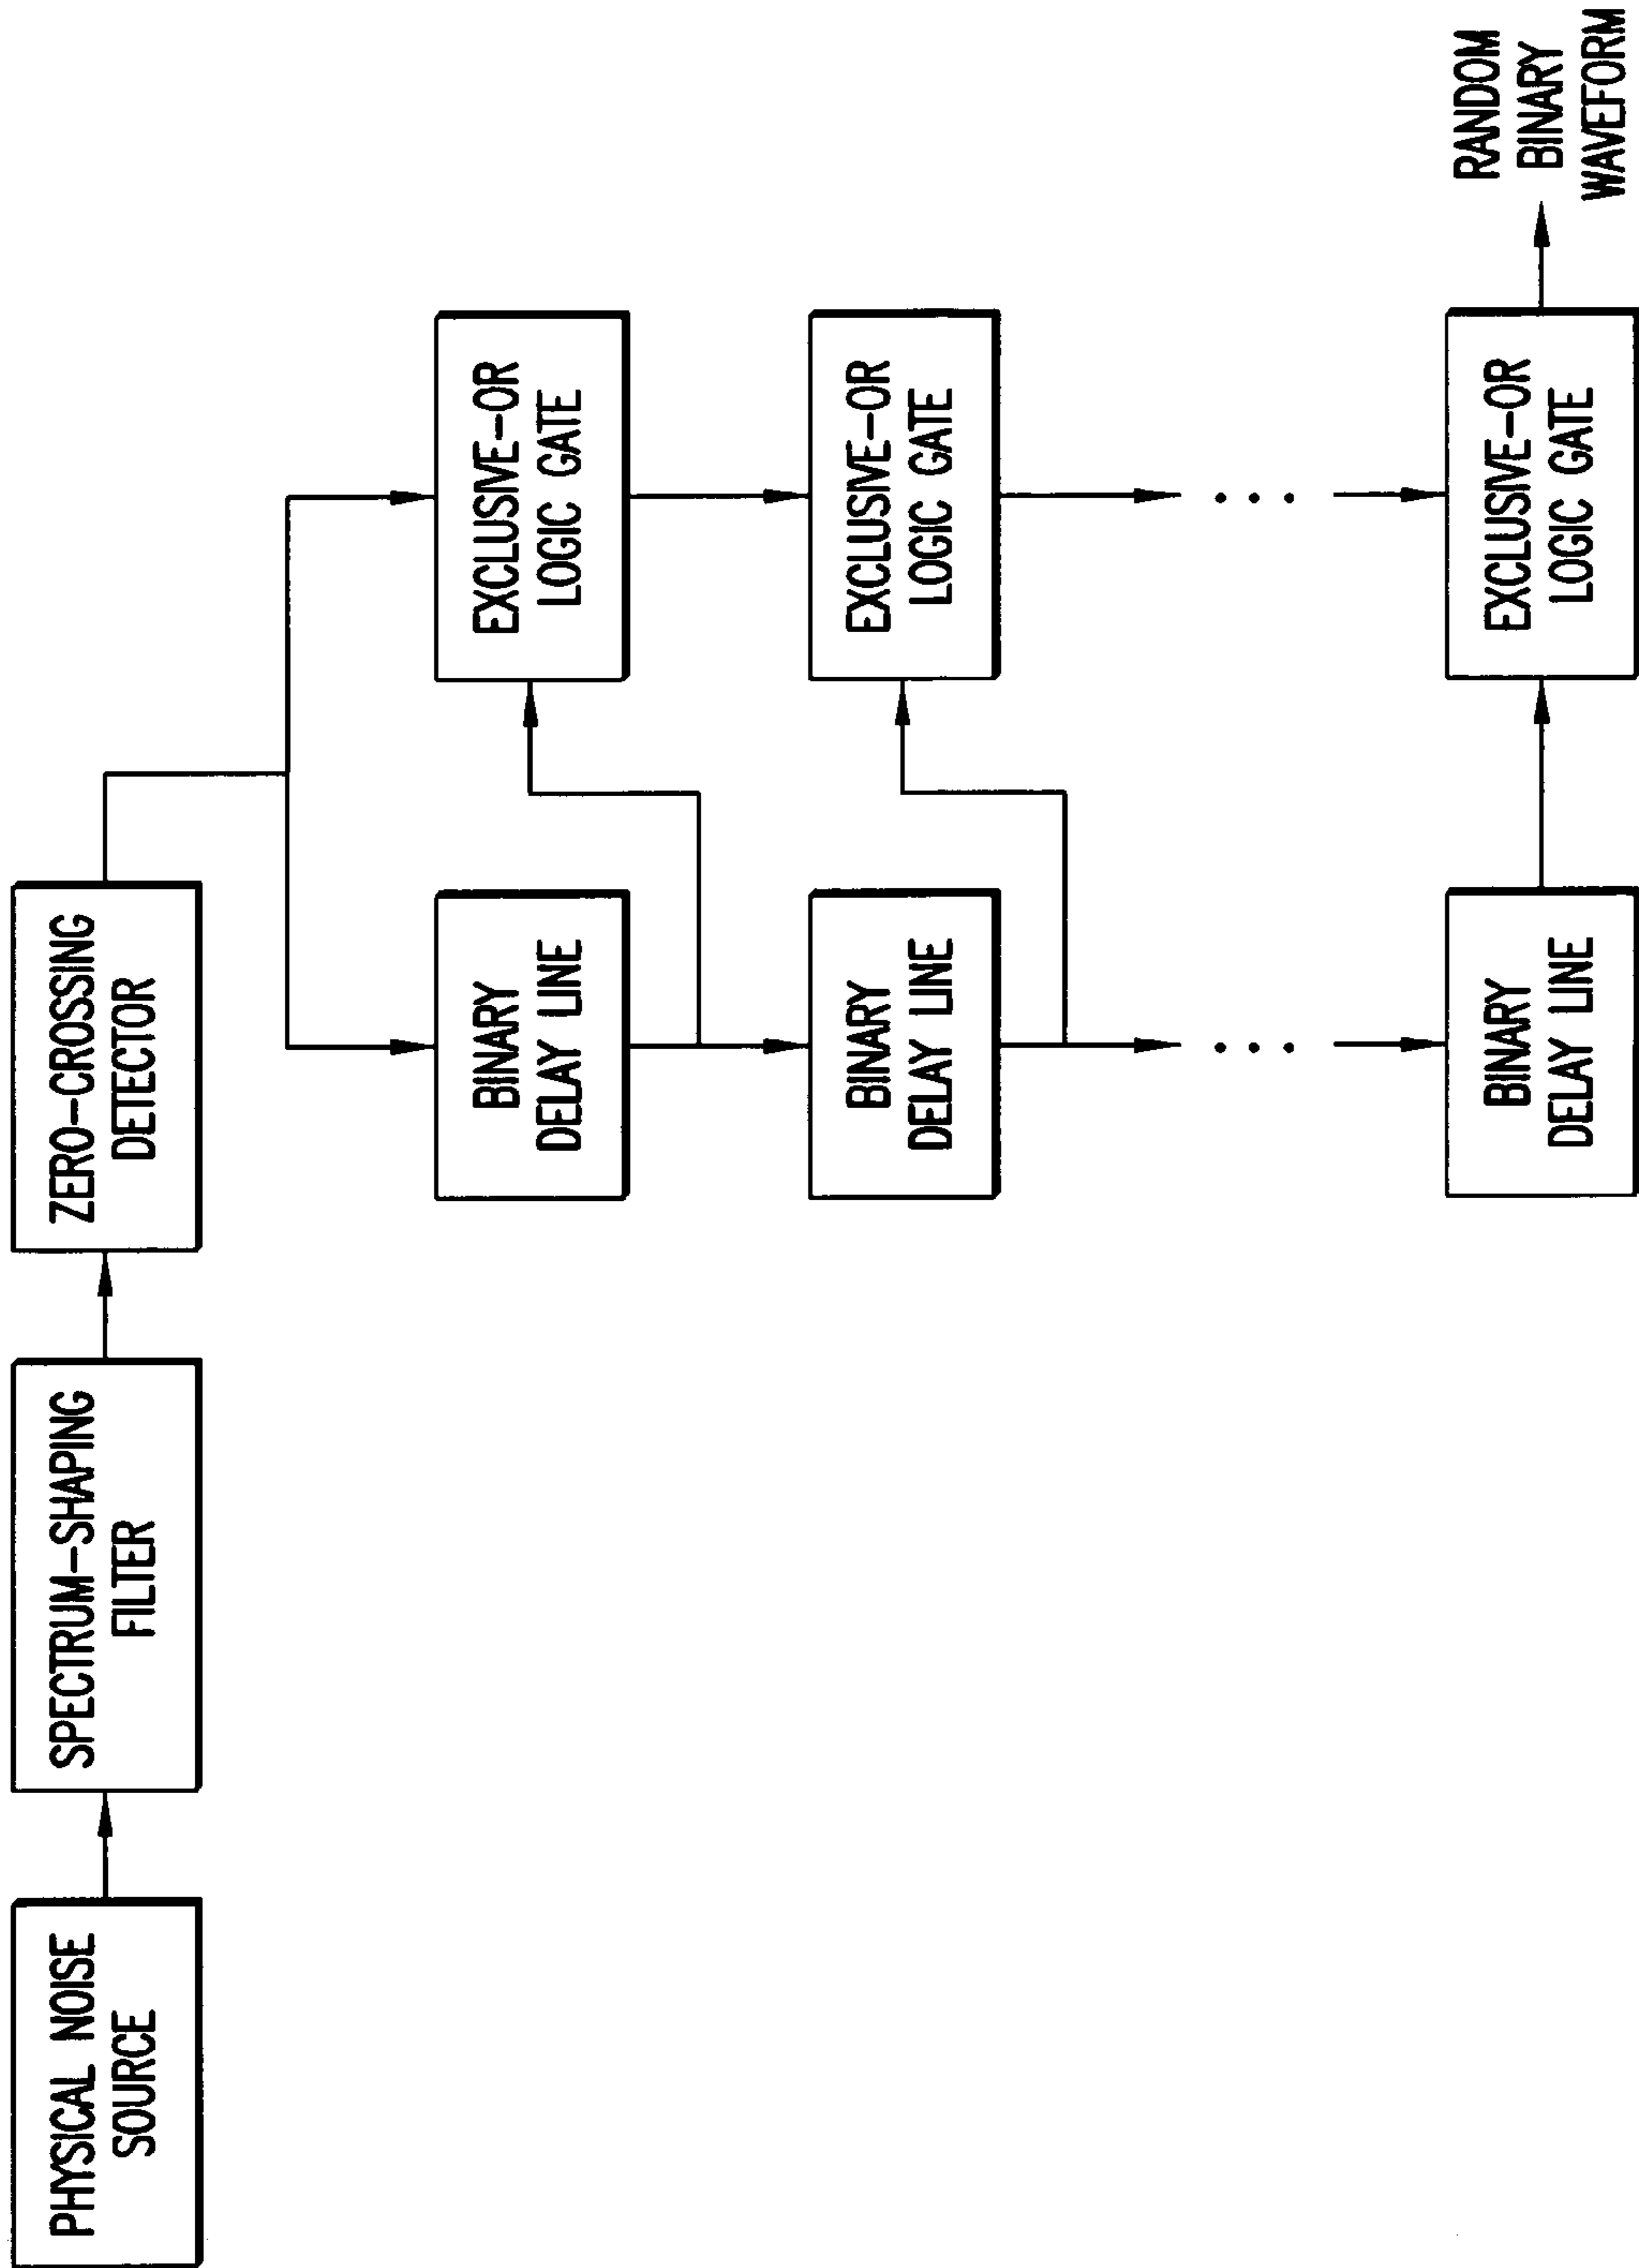 PHYSICAL NOISE
SOURCE
SPECTRUM-SHAPING
FILTER
ZERO-CROSSING
DETECTOR
BINARY
DELAY LINE
EXCLUSIVE-OR
LOGIC GATE
BINARY
DELAY LINE
EXCLUSIVE-OR
LOGIC GATE
BINARY
DELAY LINE
EXCLUSIVE-OR
LOGIC GATE
RANDOM
BINARY
WAVEFORM